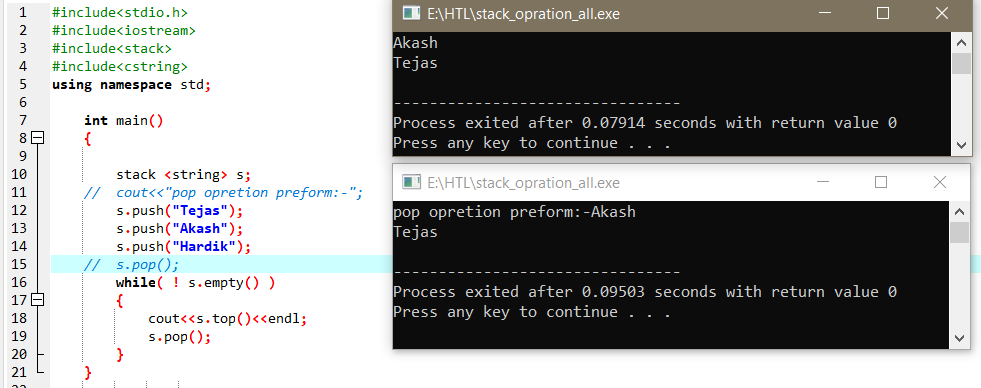 1 #include<stdio.h>
2 #include<iostream>
3 #include<stack>
4 #include<cstring>
5 using namespace std;
6
7 int main()
8 {
9
10 stack <string> s;
11 // cout<<"pop opretion preform:-";
12 s.push("Tejas");
13 s.push("Akash");
14 s.push("Hardik");
15 // s.pop();
16 while( ! s.empty() )
17 {
18 cout<<s.top()<<endl;
19 s.pop();
20 }
21 }
E:\HTL\stack_opration_all.exe
Akash
Tejas
--------------------------------
Process exited after 0.07914 seconds with return value 0
Press any key to continue . . .
E:\HTL\stack_opration_all.exe
pop opretion preform:-Akash
Tejas
--------------------------------
Process exited after 0.09503 seconds with return value 0
Press any key to continue . . .